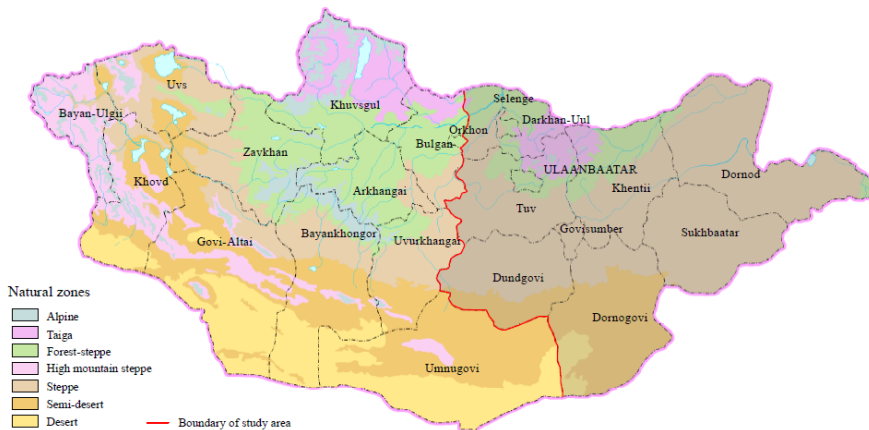 Uvs
Bayan-Ulgii
Khuvsgul
Selenge
Darkhan-Uul
Orkhon
Bulgan
Zavkhan
ULAANBAATAR
Dornod
Khovd
Arkhangai
Khentii
Tuv
Govi-Altai
Bayankhongor
Uvurkhangai
Govisumber
Sukhbaatar
Dundgovi
Dornogovi
Umnugovi
Natural zones
Alpine
Taiga
Forest-steppe
High mountain steppe
Steppe
Semi-desert
Desert
Boundary of study area